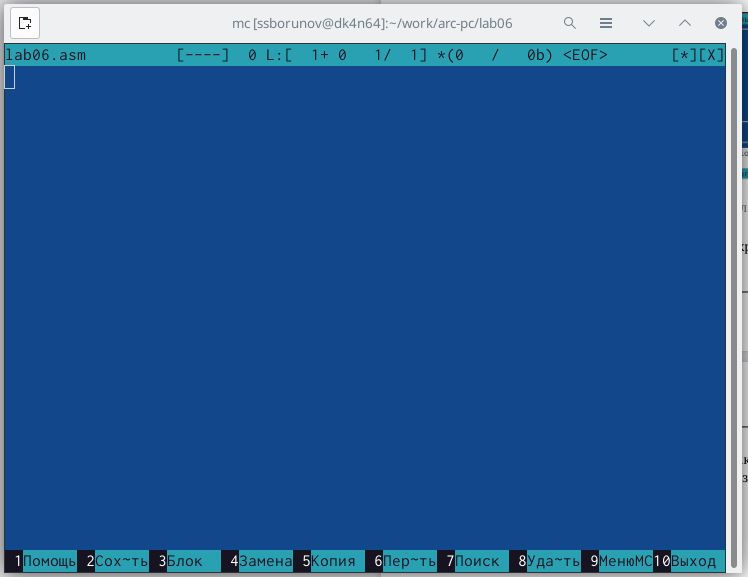 mc [ssborunov@dk4n64]:~/work/arc-pc/lab06
lab06.asm [----] 0 L:[ 1+ 0 1/ 1] *(0 / 0b) <EOF> [*][X]
1Помощь 2Сох~ть 3Блок 4Замена 5Копия 6Пер~ть 7Поиск 8Уда~ть 9МенюMC 10Выход